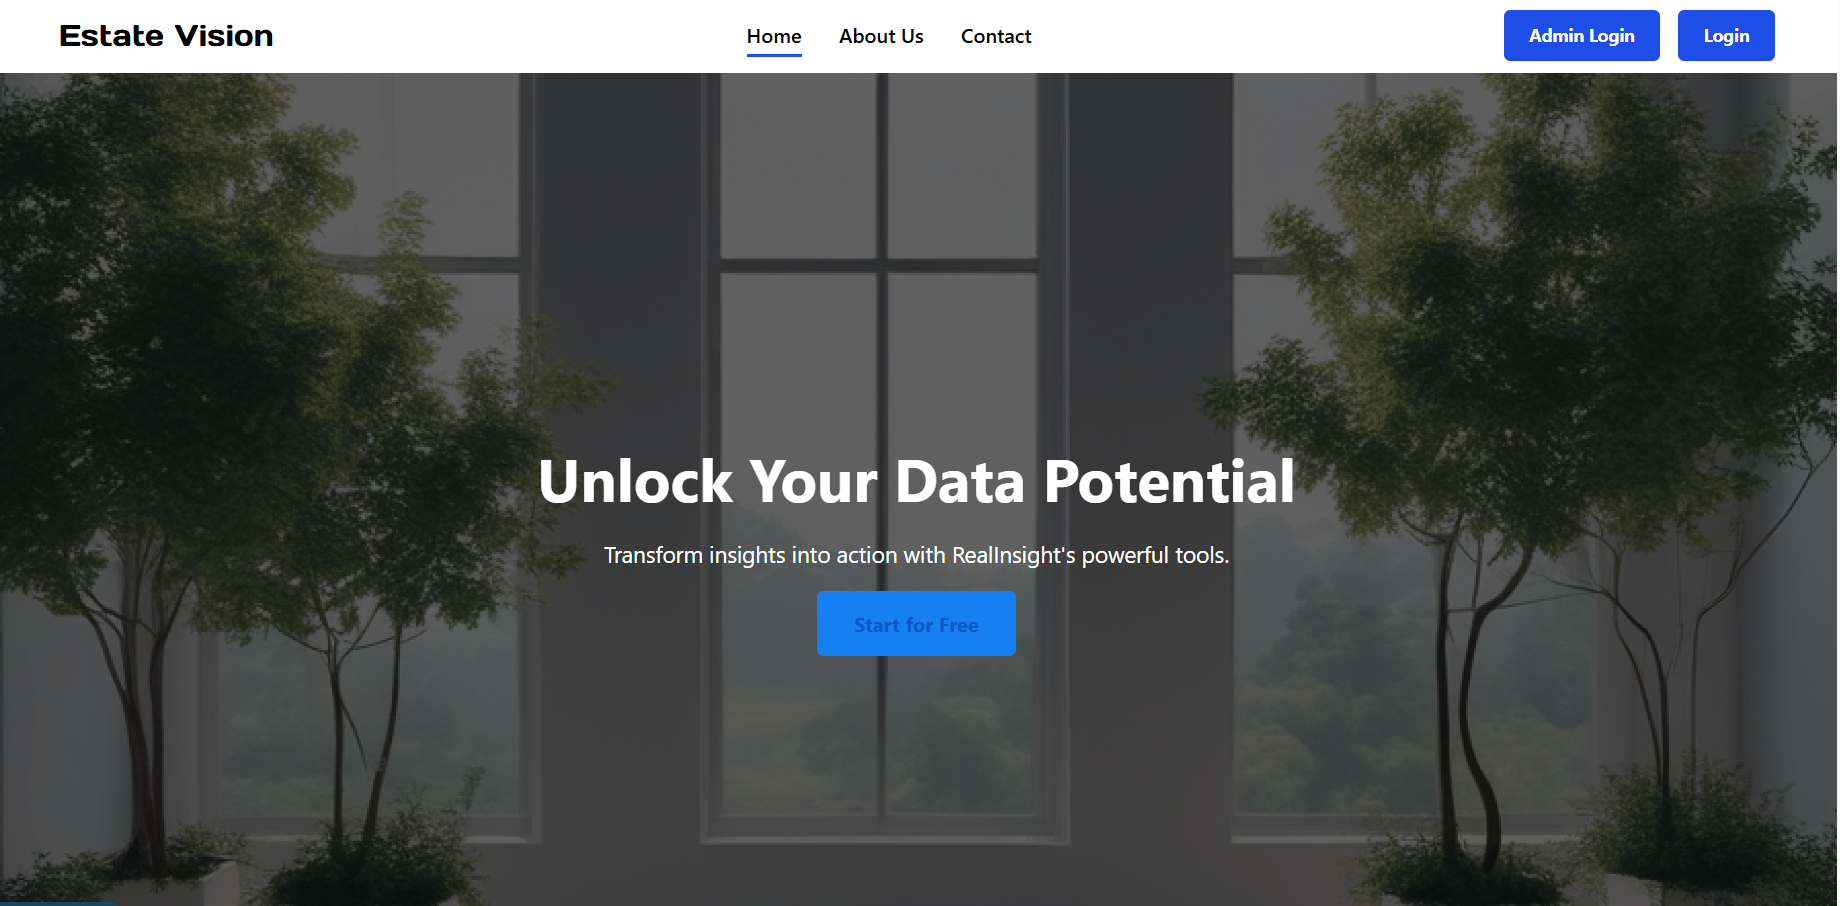 Estate Vision
Home About Us Contact
Admin Login Login
Unlock Your Data Potential
Transform insights into action with RealInsight's powerful tools.
Start for Free